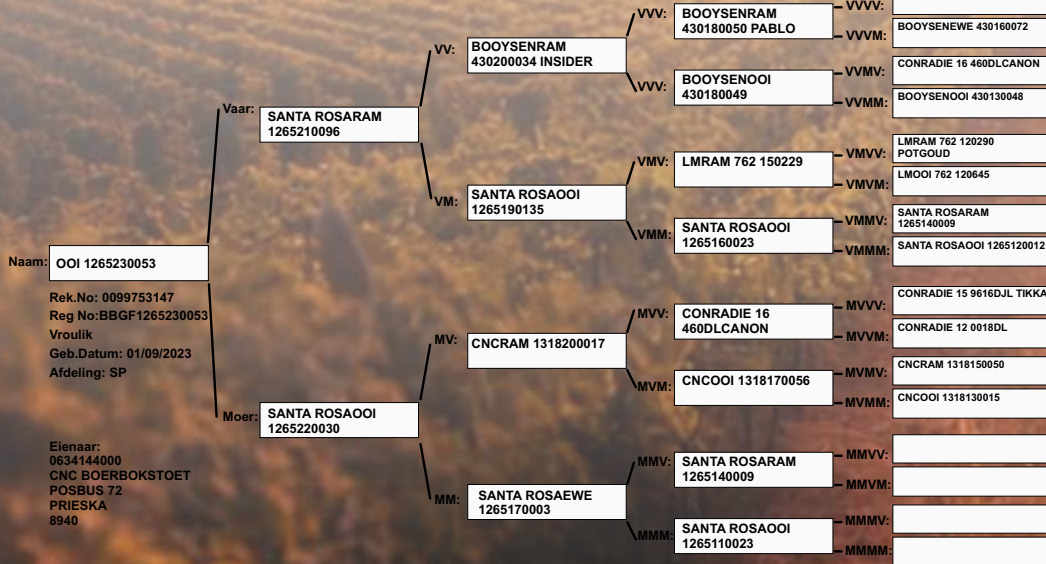 Naam: OOI 1265230053
Rek.No: 0099753147
Reg No:BBGF1265230053
Vroulik
Geb.Datum: 01/09/2023
Afdeling: SP
Eienaar:
0634144000
CNC BOERBOKSTOET
POSBUS 72
PRIESKA
8940
Vaar: SANTA ROSARAM
1265210096
Moer: SANTA ROSAOOI
1265220030
VV: BOOYSENRAM
430200034 INSIDER
VM: SANTA ROSAOOI
1265190135
MV: CNCRAM 1318200017
MM: SANTA ROSAEWE
1265170003
VVV: BOOYSENRAM
430180050 PABLO
VVV: BOOYSENOOI
430180049
VMV: LMRAM 762 150229
VMM: SANTA ROSAOOI
1265160023
MVV: CONRADIE 16
460DLCANON
MVM: CNCOOI 1318170056
MMV: SANTA ROSARAM
1265140009
MMM: SANTA ROSAOOI
1265110023
VVVV:
VVVM: BOOYSENEWE 430160072
VVMV: CONRADIE 16 460DLCANON
VVMM: BOOYSENOOI 430130048
VMVV: LMRAM 762 120290
POTGOUD
VMVM: LMOOI 762 120645
VMMV: SANTA ROSARAM
1265140009
VMMM: SANTA ROSAOOI 1265120012
MVVV: CONRADIE 15 9616DJL TIKKA
MVVM: CONRADIE 12 0018DL
MVMV: CNCRAM 1318150050
MVMM: CNCOOI 1318130015
MMVV:
MMVM:
MMMV:
MMMM: